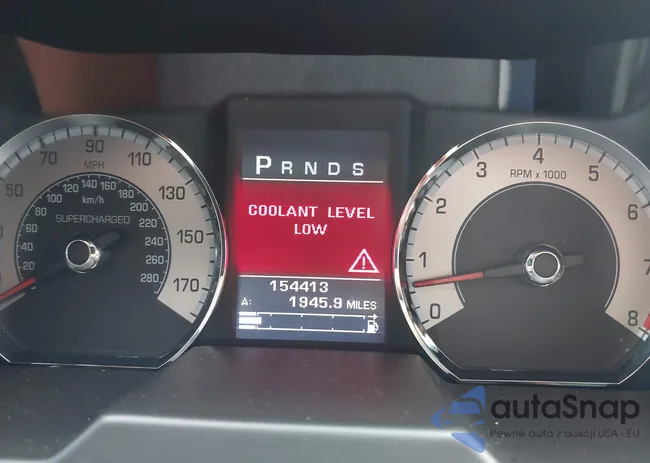 P R N D S
COOLANT LEVEL
LOW
154413
A: 1945.9 MILES
50 70 90 110 130 150 170
MPH
20 40 60 80 100 120 140 160 180 200 220 240 260 280
km/h
SUPERCHARGED
0 1 2 3 4 5 6 7 8
RPM x 1000
autaSnap
Pewne auta z aukcji USA i EU